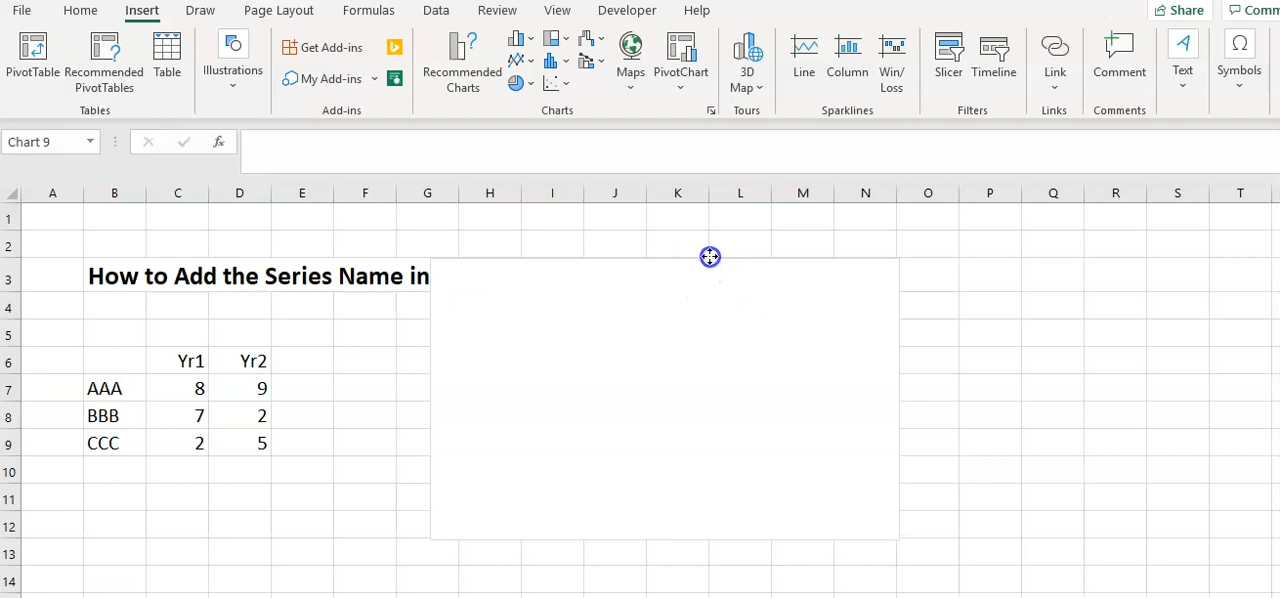 File Home Insert Draw Page Layout Formulas Data Review View Developer Help Share Comm
PivotTable Recommended PivotTables Table Illustrations Get Add-ins My Add-ins Recommended Charts Maps PivotChart 3D Map Line Column Win/Loss Slicer Timeline Link Comment Text Symbols
Tables Add-ins Charts Tours Sparklines Filters Links Comments
Chart 9 fx
A B C D E F G H I J K L M N O P Q R S T
1
2
3 How to Add the Series Name in
4
5
6 Yr1 Yr2
7 AAA 8 9
8 BBB 7 2
9 CCC 2 5
10
11
12
13
14